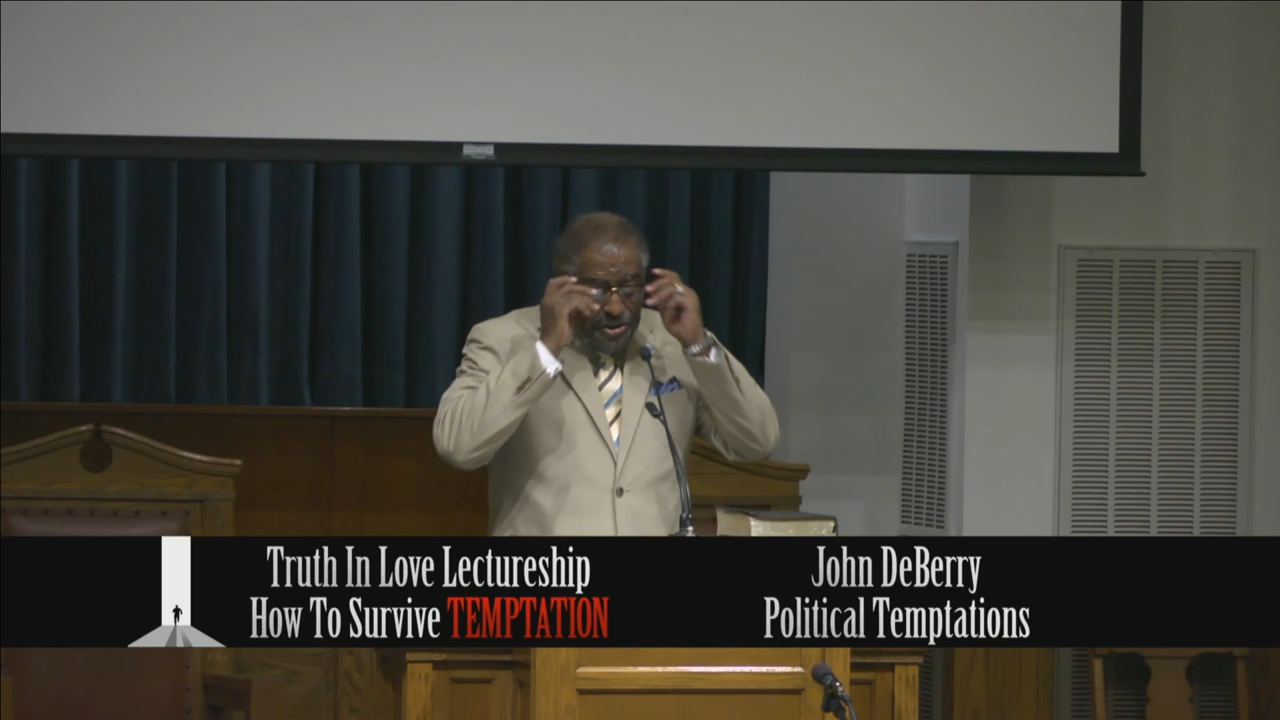 Truth In Love Lectureship
How To Survive TEMPTATION
John DeBerry
Political Temptations